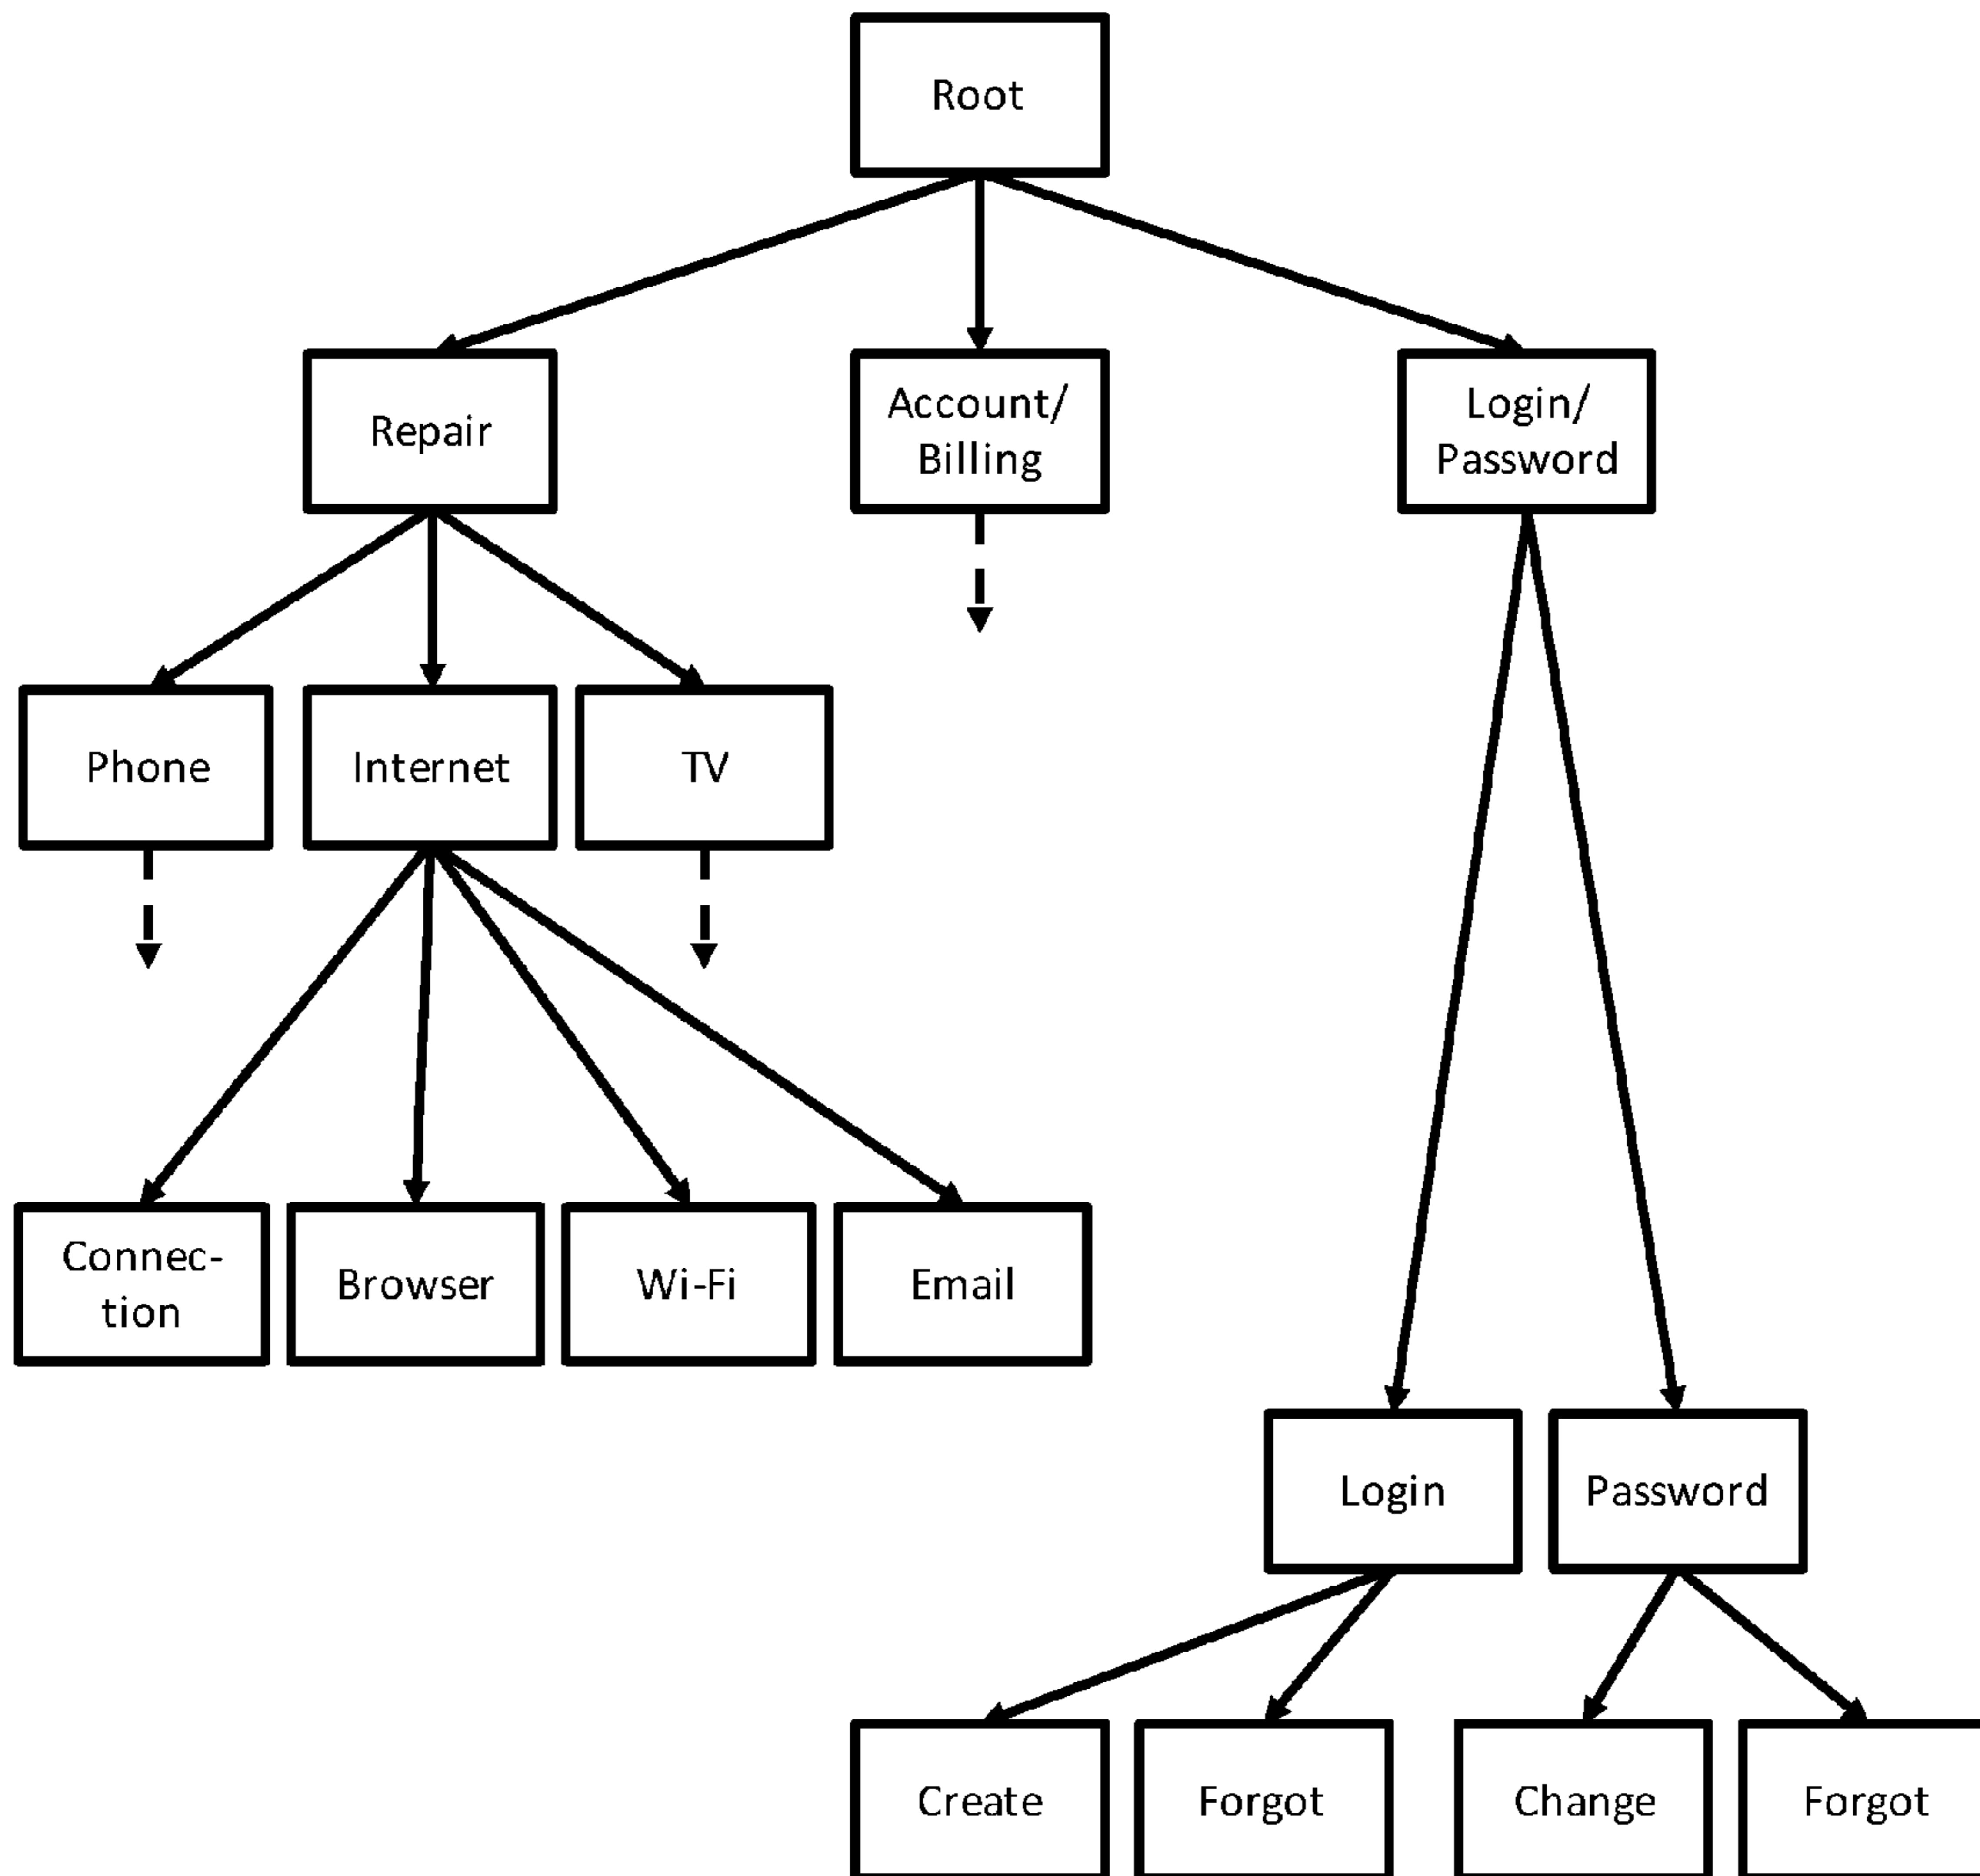 Root
Repair
Account/
Billing
Login/
Password
Phone
Internet
TV
Connec-
tion
Browser
Wi-Fi
Email
Login
Password
Create
Forgot
Change
Forgot